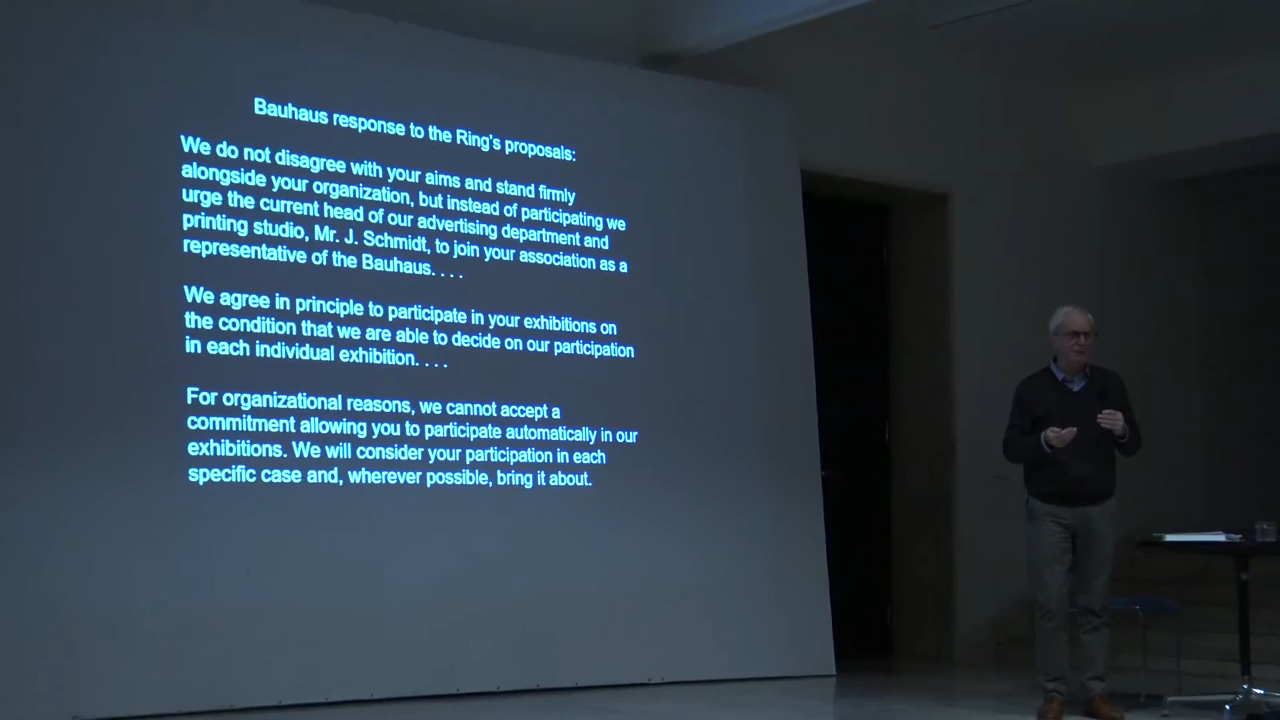 Bauhaus response to the Ring's proposals:
We do not disagree with your aims and stand firmly
alongside your organization, but instead of participating we
urge the current head of our advertising department and
printing studio, Mr. J. Schmidt, to join your association as a
representative of the Bauhaus. . . .
We agree in principle to participate in your exhibitions on
the condition that we are able to decide on our participation
in each individual exhibition. . . .
For organizational reasons, we cannot accept a
commitment allowing you to participate automatically in our
exhibitions. We will consider your participation in each
specific case and, wherever possible, bring it about.